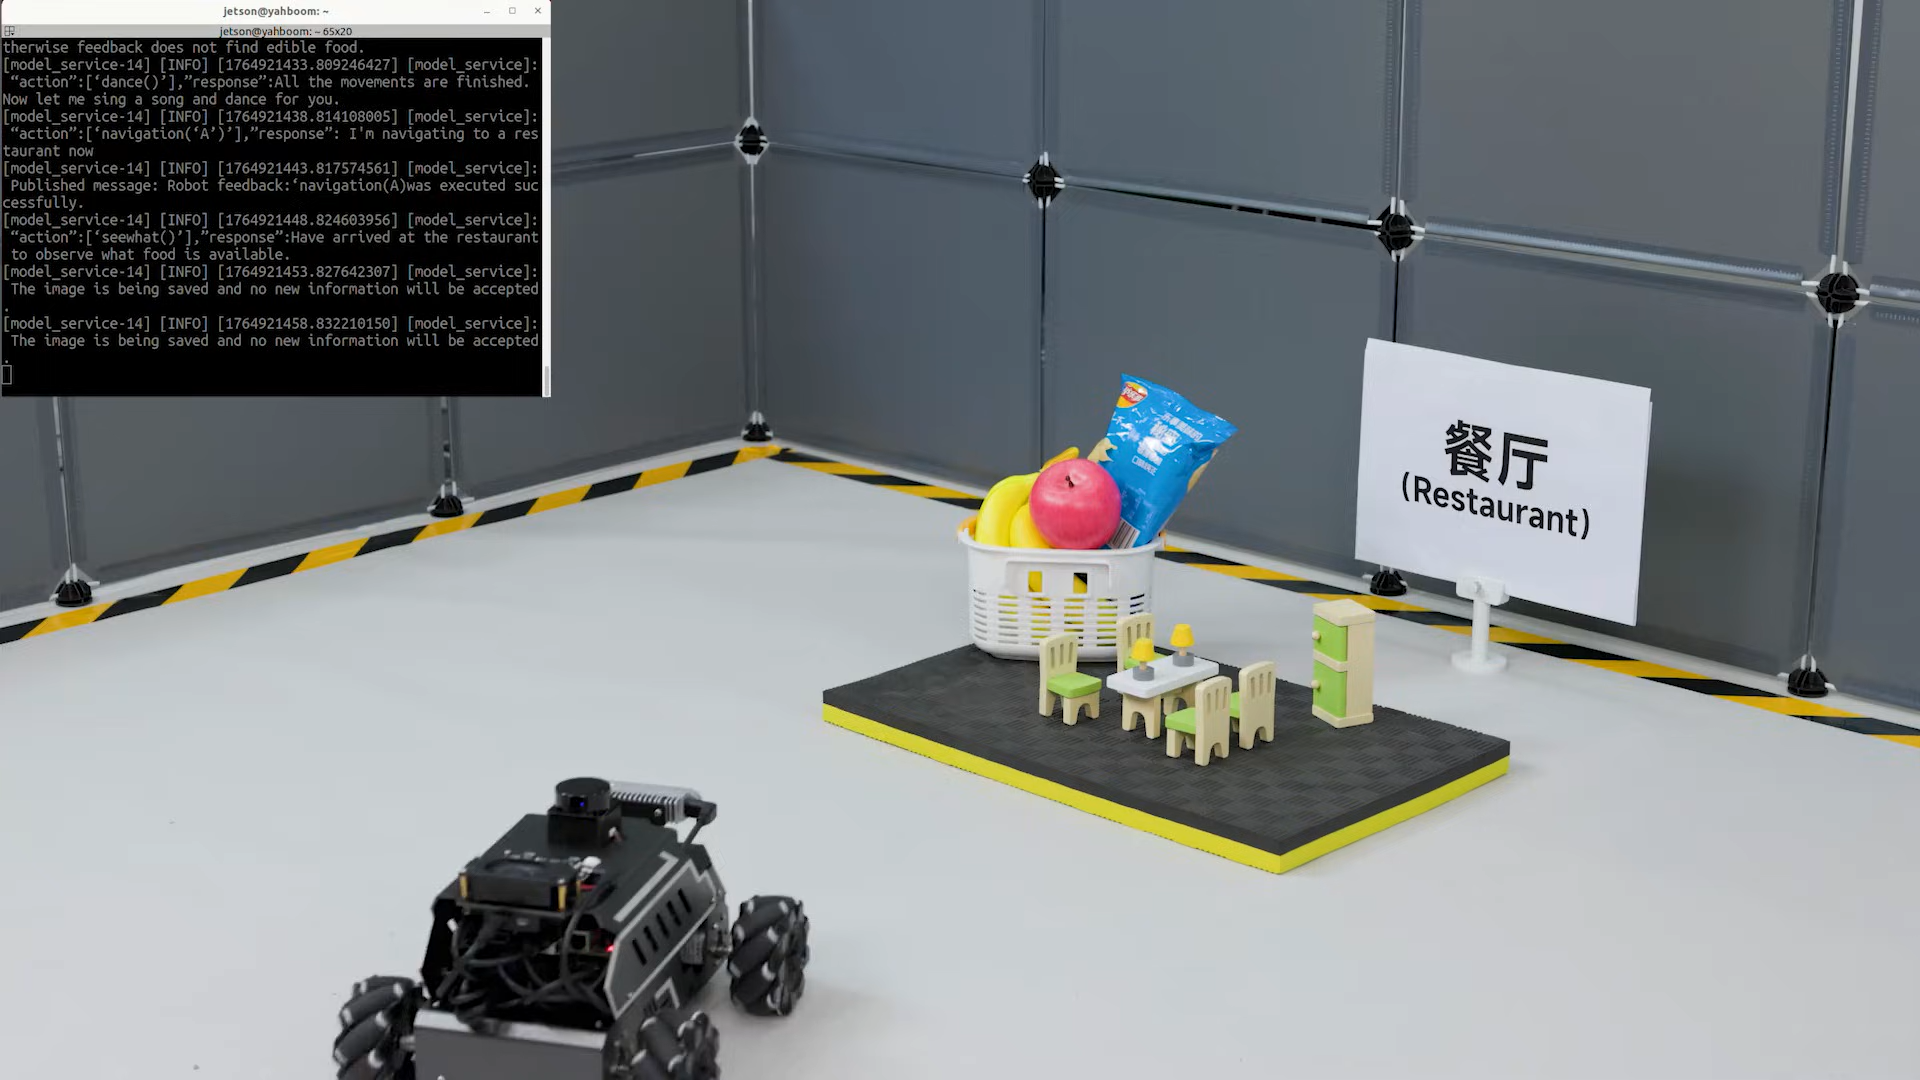 jetson@yahboom: ~
jetson@yahboom: ~ 65x20
therwise feedback does not find edible food.
[model_service-14] [INFO] [1764921433.809246427] [model_service]:
“action”:[‘dance()’],”response”:All the movements are finished.
Now let me sing a song and dance for you.
[model_service-14] [INFO] [1764921438.814108005] [model_service]:
“action”:[‘navigation(‘A’)’],”response”: I'm navigating to a res
taurant now
[model_service-14] [INFO] [1764921443.817574561] [model_service]:
Published message: Robot feedback:‘navigation(A)was executed suc
cessfully.
[model_service-14] [INFO] [1764921448.824603956] [model_service]:
“action”:[‘seewhat()’],”response”:Have arrived at the restaurant
to observe what food is available.
[model_service-14] [INFO] [1764921453.827642307] [model_service]:
The image is being saved and no new information will be accepted
.
[model_service-14] [INFO] [1764921458.832210150] [model_service]:
The image is being saved and no new information will be accepted
.
餐厅
(Restaurant)